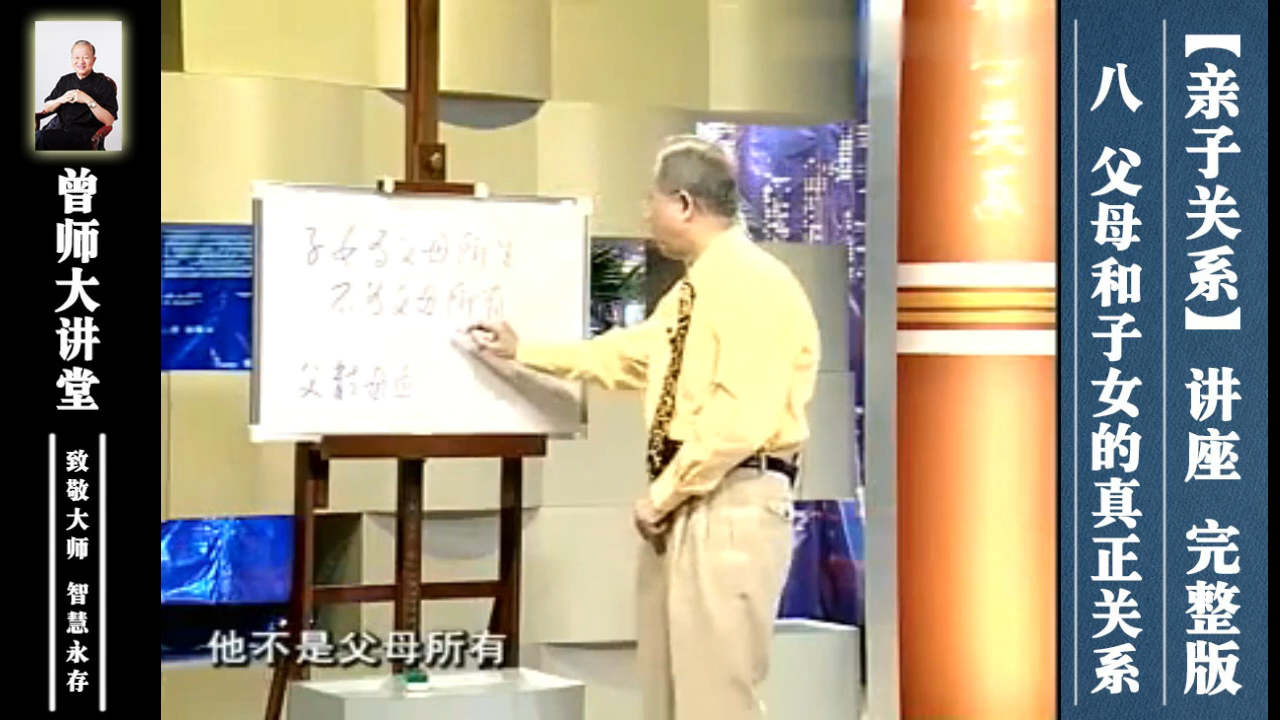 曾师大讲堂
致敬大师 智慧永存
子女为父母所生
不为父母所有
父
他不是父母所有
【亲子关系】讲座 完整版
八 父母和子女的真正关系